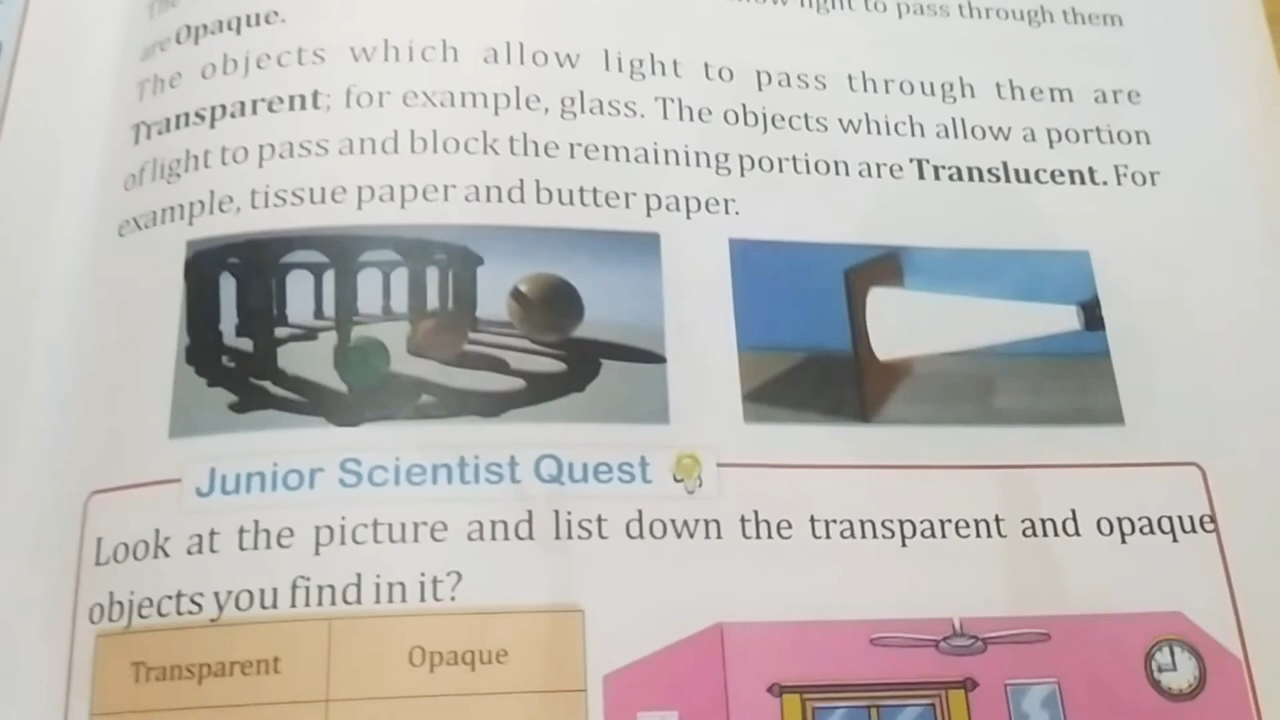 light to pass through them
are Opaque.
The objects which allow light to pass through them are
Transparent; for example, glass. The objects which allow a portion
of light to pass and block the remaining portion are Translucent. For
example, tissue paper and butter paper.
Junior Scientist Quest
Look at the picture and list down the transparent and opaque
objects you find in it?
Transparent
Opaque